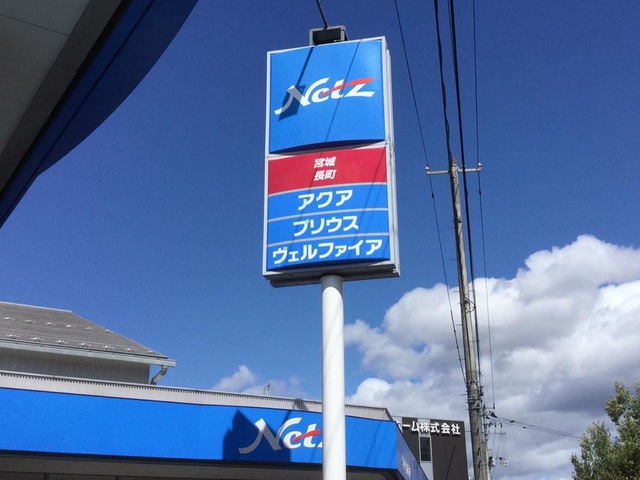 Netz
宮城
長町
アクア
プリウス
ヴェルファイア
Netz
ーム株式会社